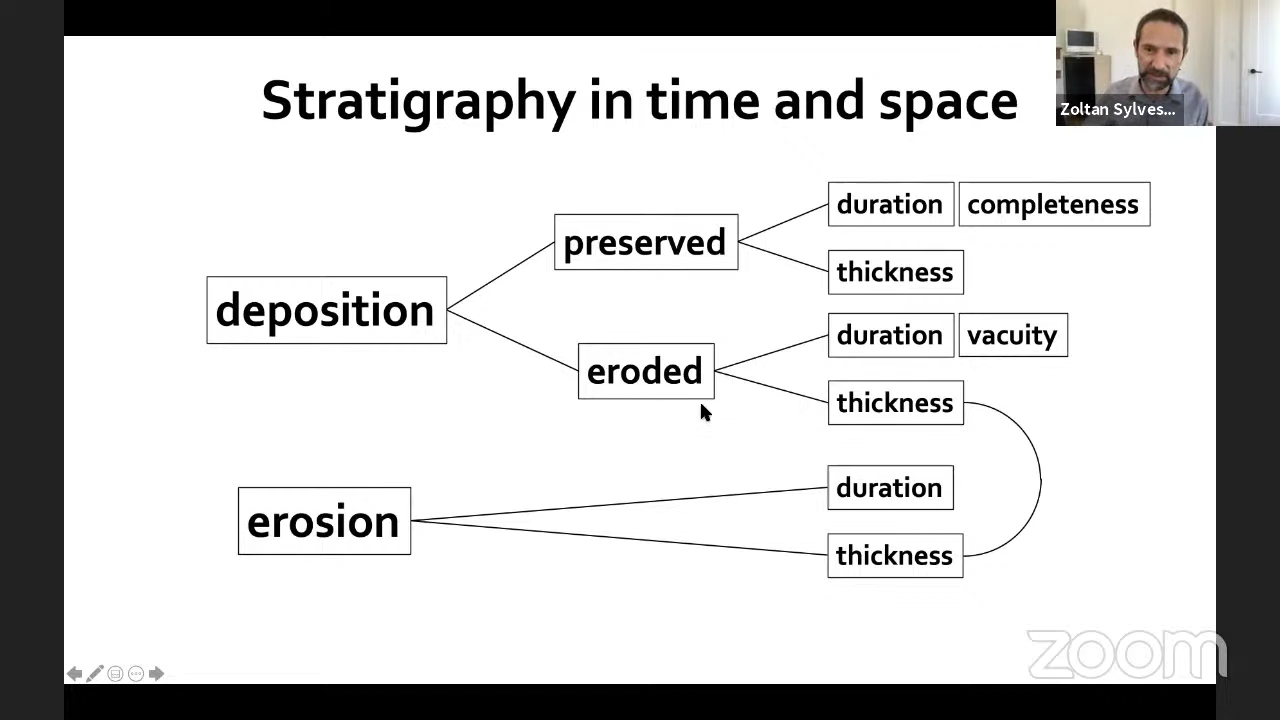 Stratigraphy in time and space
Zoltan Sylves...
duration completeness
preserved
thickness
deposition
duration vacuity
eroded
thickness
duration
erosion
thickness
zoom